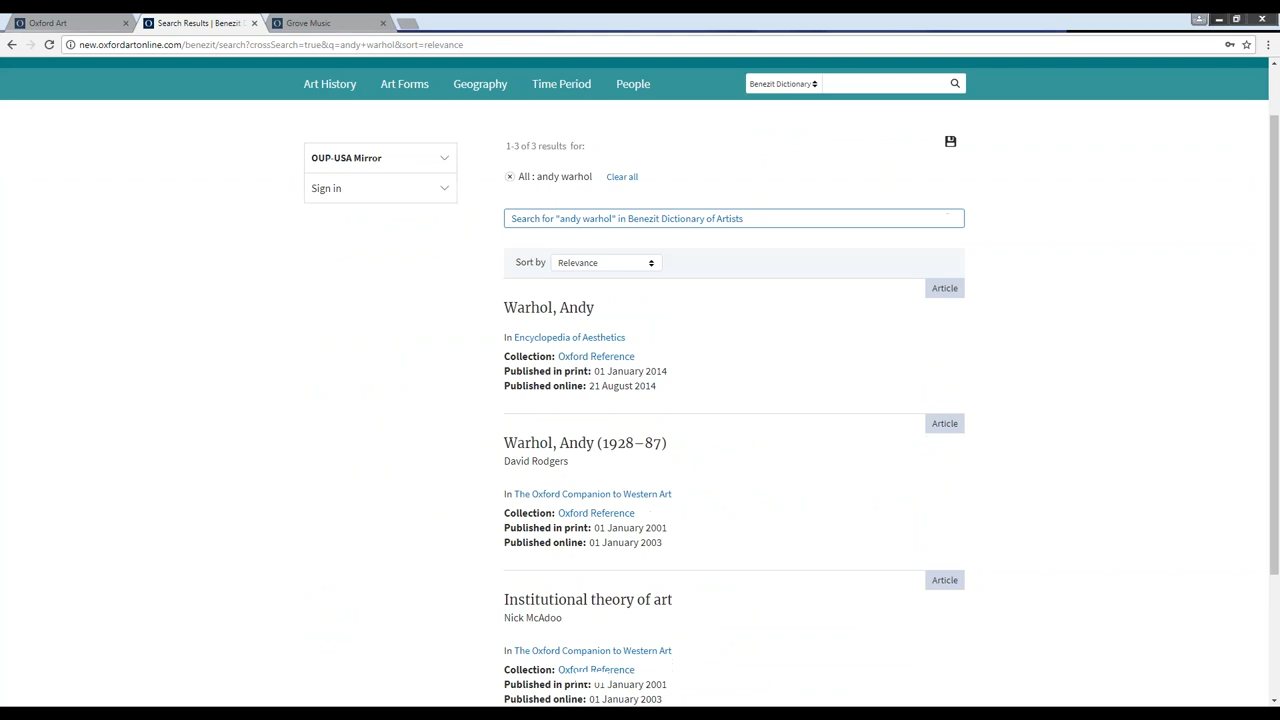 Oxford Art
Search Results | Benezit
Grove Music
new.oxfordartonline.com/benezit/search?crossSearch=true&q=andy+warhol&sort=relevance
Art History Art Forms Geography Time Period People Benezit Dictionary
1-3 of 3 results for:
OUP-USA Mirror
All : andy warhol Clear all
Sign in
Search for "andy warhol" in Benezit Dictionary of Artists
Sort by Relevance
Article
Warhol, Andy
In Encyclopedia of Aesthetics
Collection: Oxford Reference
Published in print: 01 January 2014
Published online: 21 August 2014
Article
Warhol, Andy (1928–87)
David Rodgers
In The Oxford Companion to Western Art
Collection: Oxford Reference
Published in print: 01 January 2001
Published online: 01 January 2003
Article
Institutional theory of art
Nick McAdoo
In The Oxford Companion to Western Art
Collection: Oxford Reference
Published in print: 01 January 2001
Published online: 01 January 2003